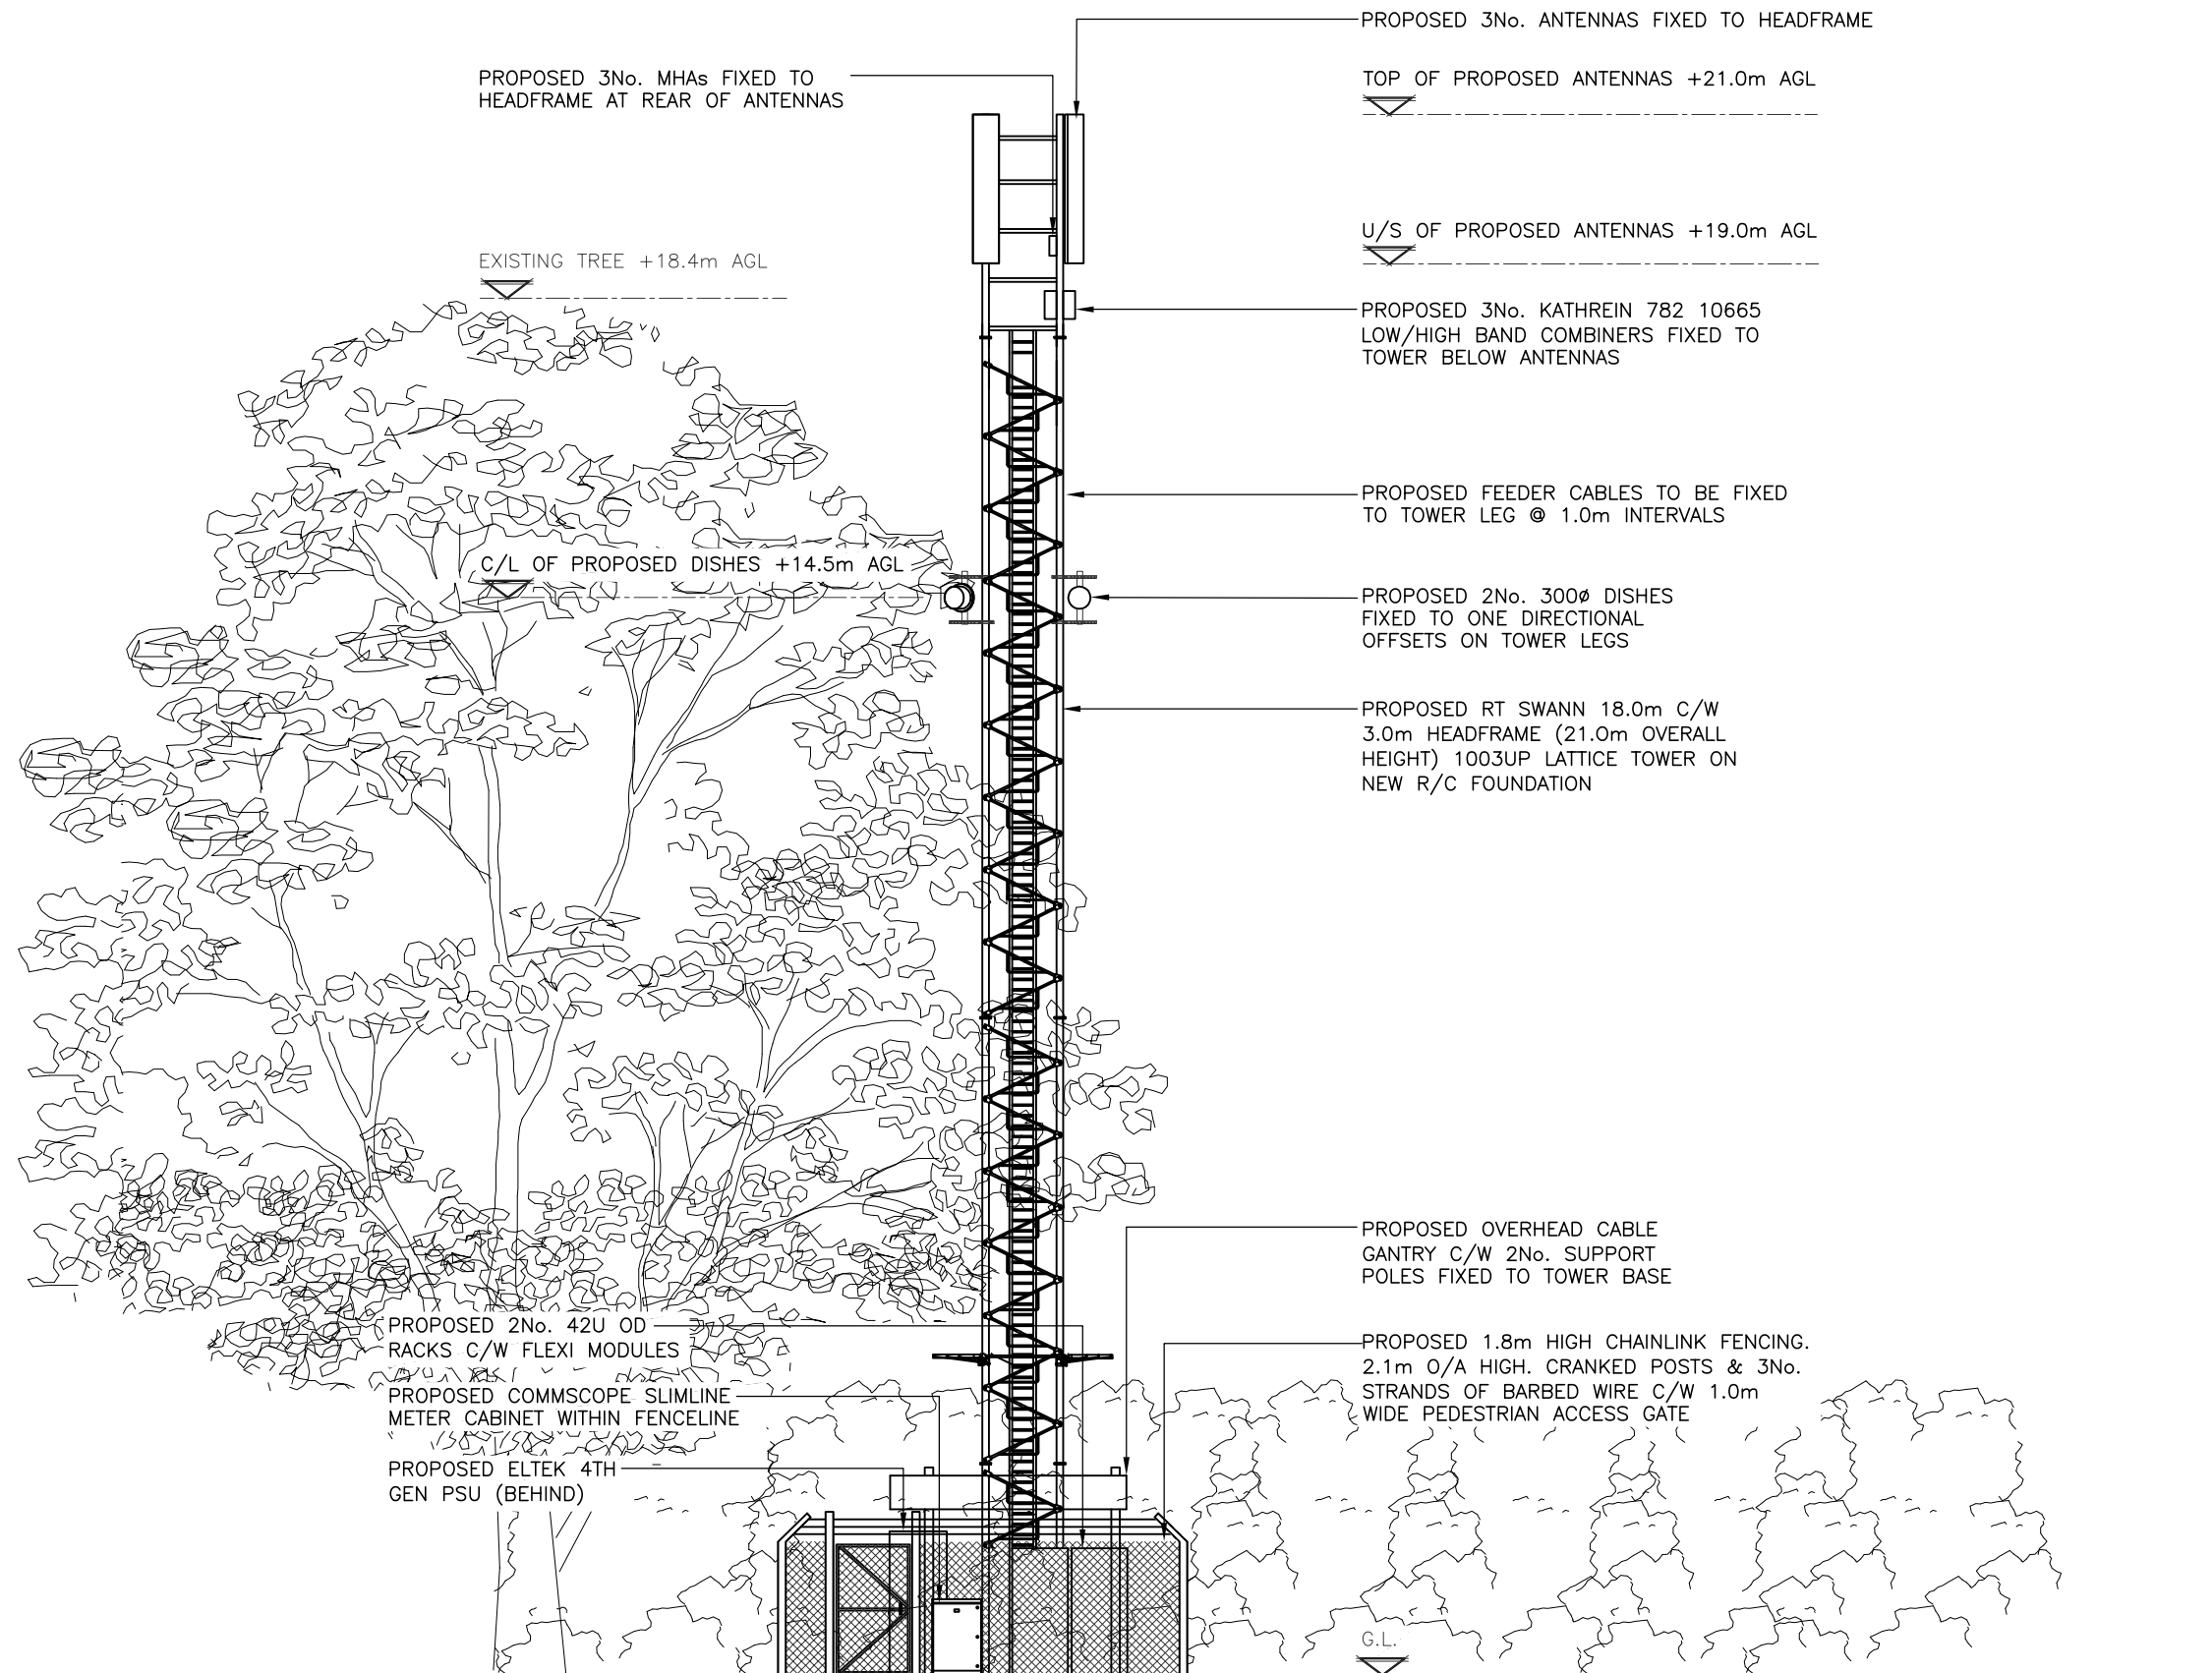 PROPOSED 3No. ANTENNAS FIXED TO HEADFRAME
PROPOSED 3No. MHAs FIXED TO
HEADFRAME AT REAR OF ANTENNAS
TOP OF PROPOSED ANTENNAS +21.0m AGL
U/S OF PROPOSED ANTENNAS +19.0m AGL
EXISTING TREE +18.4m AGL
PROPOSED 3No. KATHREIN 782 10665
LOW/HIGH BAND COMBINERS FIXED TO
TOWER BELOW ANTENNAS
PROPOSED FEEDER CABLES TO BE FIXED
TO TOWER LEG @ 1.0m INTERVALS
C/L OF PROPOSED DISHES +14.5m AGL
PROPOSED 2No. 300ø DISHES
FIXED TO ONE DIRECTIONAL
OFFSETS ON TOWER LEGS
PROPOSED RT SWANN 18.0m C/W
3.0m HEADFRAME (21.0m OVERALL
HEIGHT) 1003UP LATTICE TOWER ON
NEW R/C FOUNDATION
PROPOSED OVERHEAD CABLE
GANTRY C/W 2No. SUPPORT
POLES FIXED TO TOWER BASE
PROPOSED 2No. 42U OD
RACKS C/W FLEXI MODULES
PROPOSED 1.8m HIGH CHAINLINK FENCING.
2.1m O/A HIGH. CRANKED POSTS & 3No.
STRANDS OF BARBED WIRE C/W 1.0m
WIDE PEDESTRIAN ACCESS GATE
PROPOSED COMMSCOPE SLIMLINE
METER CABINET WITHIN FENCELINE
PROPOSED ELTEK 4TH
GEN PSU (BEHIND)
G.L.